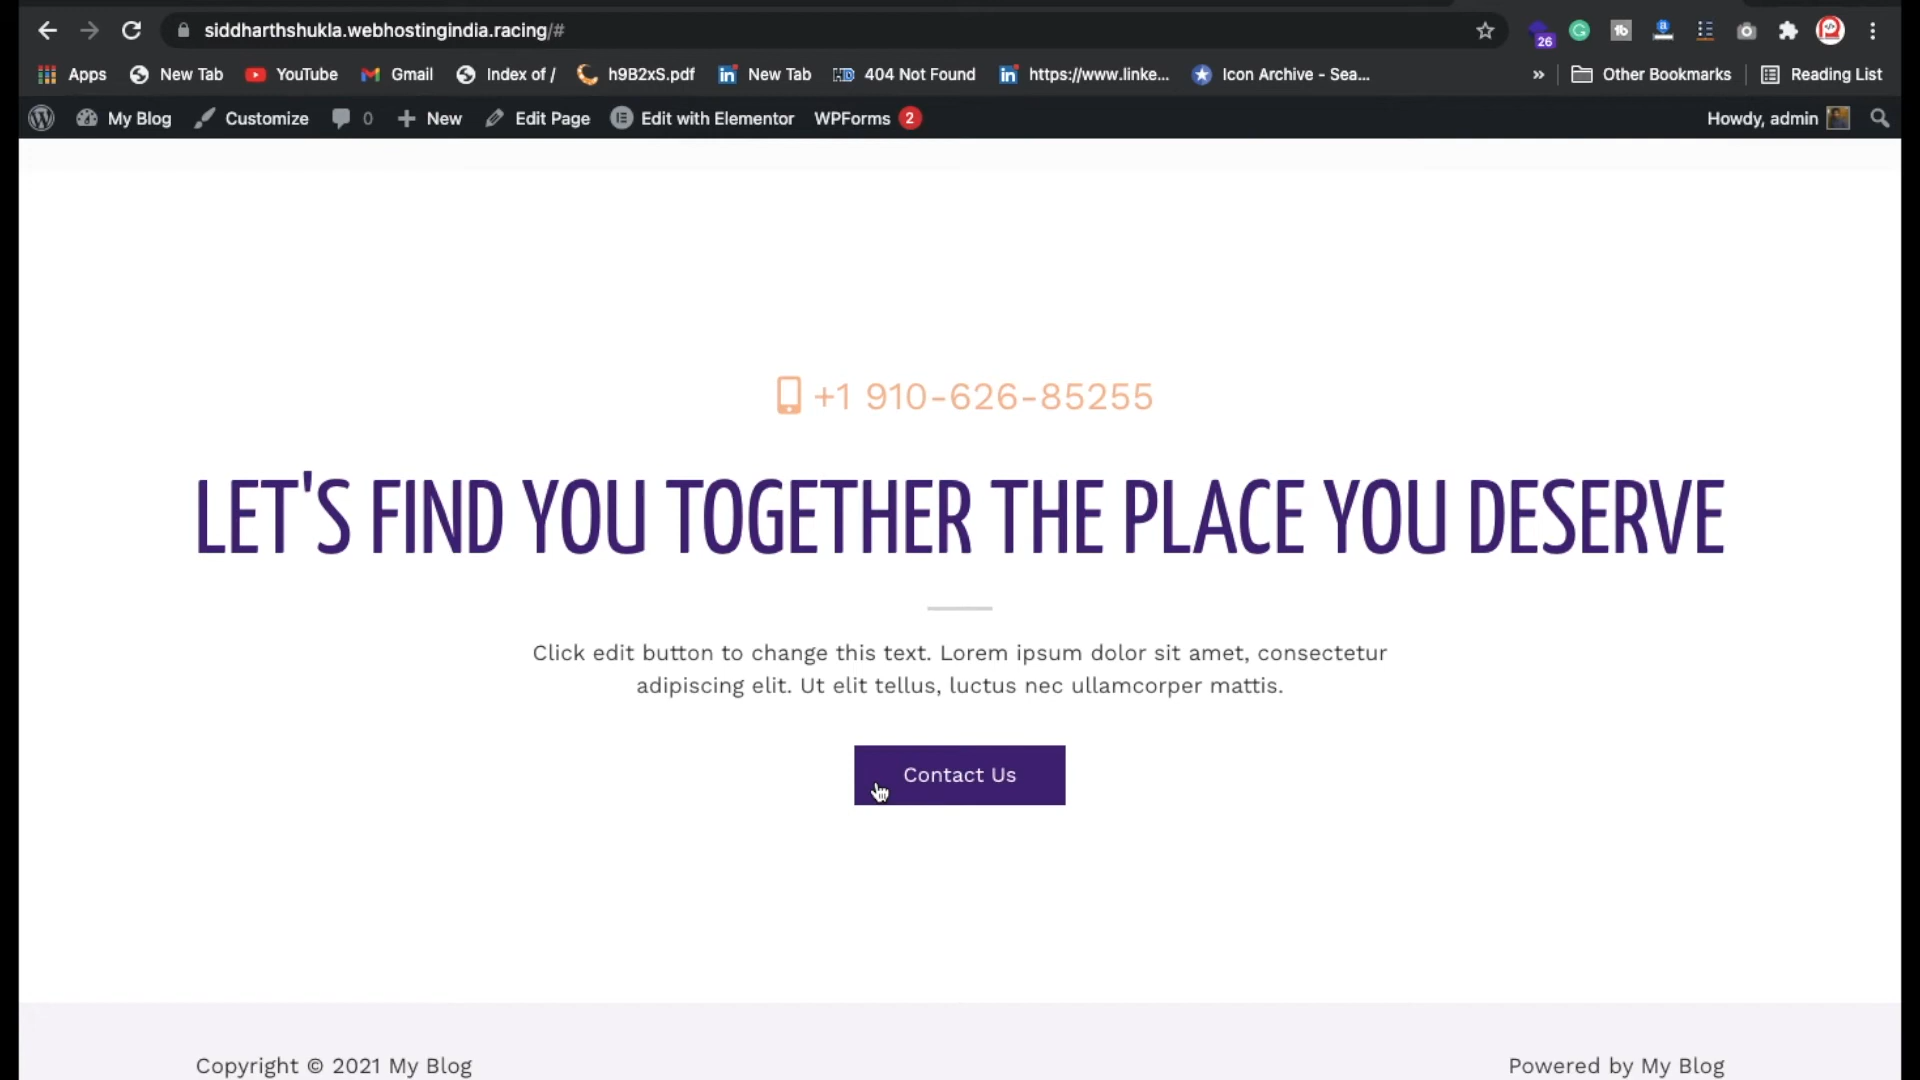 siddharthshukla.webhostingindia.racing/#
26
Apps New Tab YouTube Gmail Index of / h9B2xS.pdf New Tab 404 Not Found https://www.linke... Icon Archive - Sea... » Other Bookmarks Reading List
My Blog Customize 0 New Edit Page Edit with Elementor WPForms 2 Howdy, admin
+1 910-626-85255
LET'S FIND YOU TOGETHER THE PLACE YOU DESERVE
Click edit button to change this text. Lorem ipsum dolor sit amet, consectetur
adipiscing elit. Ut elit tellus, luctus nec ullamcorper mattis.
Contact Us
Copyright © 2021 My Blog Powered by My Blog